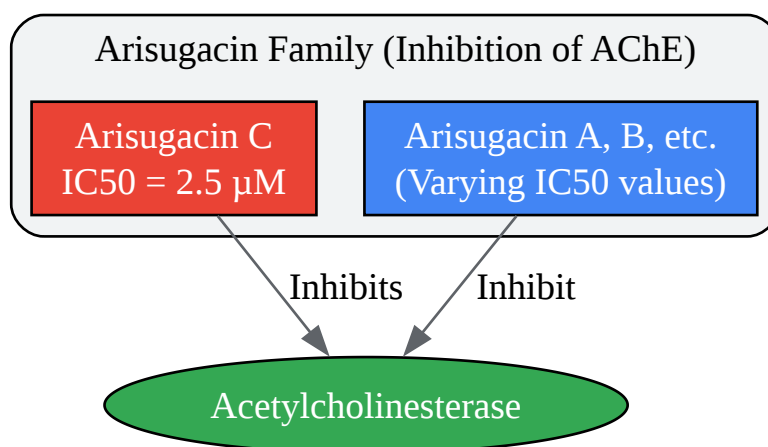 Arisugacin Family (Inhibition of AChE)
Arisugacin C
IC50 = 2.5 µM
Arisugacin A, B, etc.
(Varying IC50 values)
Inhibits
Inhibit
Acetylcholinesterase